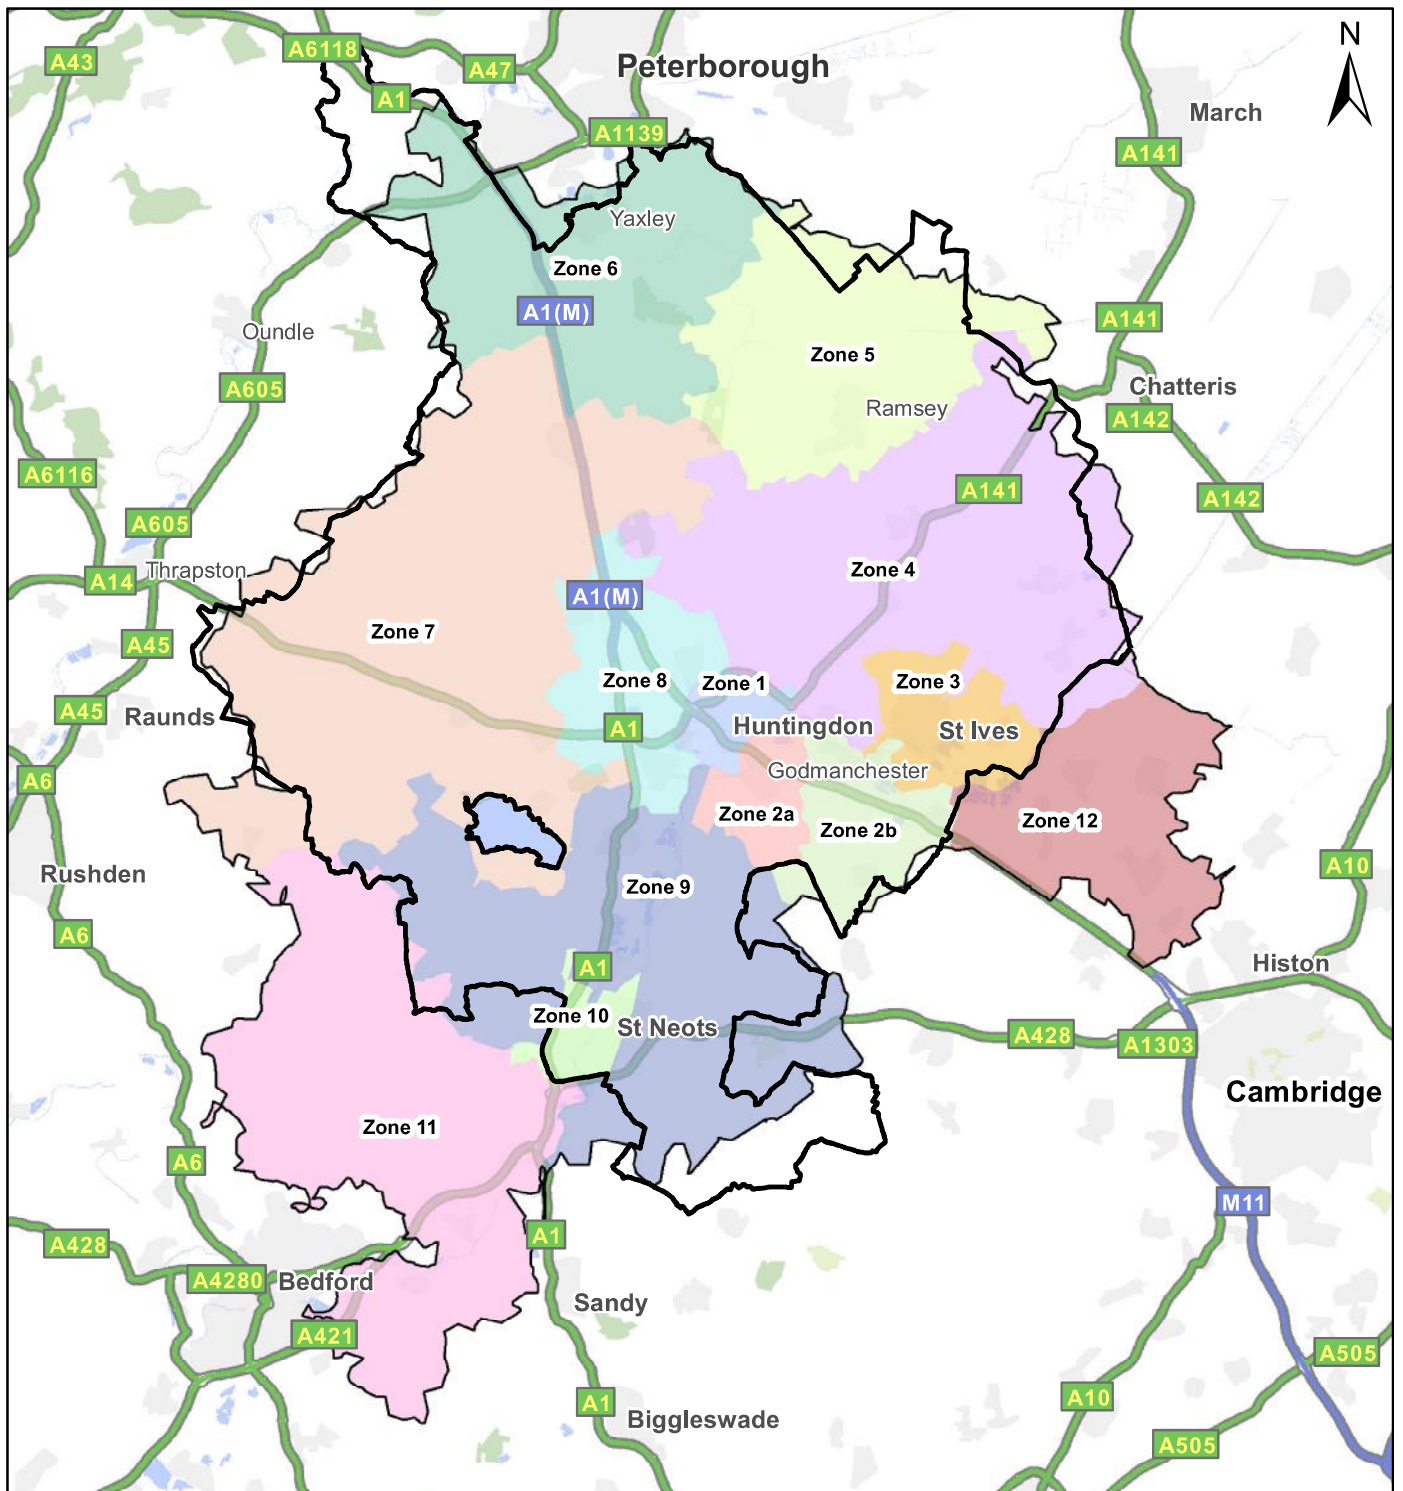 N
A6118
A43
A47
Peterborough
A1
March
A1139
A141
Yaxley
Zone 6
A1(M)
A141
Oundle
Zone 5
A605
Chatteris
Ramsey
A142
A6116
A141
A142
A605
Thrapston
A14
Zone 4
A1(M)
Zone 7
A45
Zone 8
Zone 1
Zone 3
A45
Raunds
A1
Huntingdon
St Ives
Godmanchester
A6
Zone 2a
Zone 2b
Zone 12
A10
Rushden
Zone 9
A6
A1
Histon
Zone 10
St Neots
A428
A1303
Cambridge
Zone 11
A6
M11
A428
A1
A4280
Bedford
Sandy
A421
A505
A1
A10
Biggleswade
A505